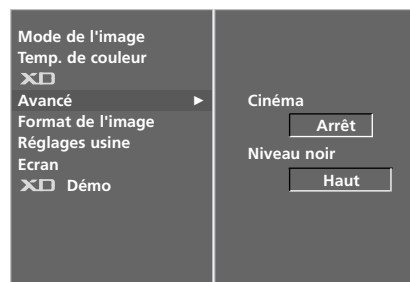 Mode de l'image
Temp. de couleur
XD
Avancé ►
Format de l'image
Réglages usine
Ecran
XD Démo
Cinéma
Arrêt
Niveau noir
Haut